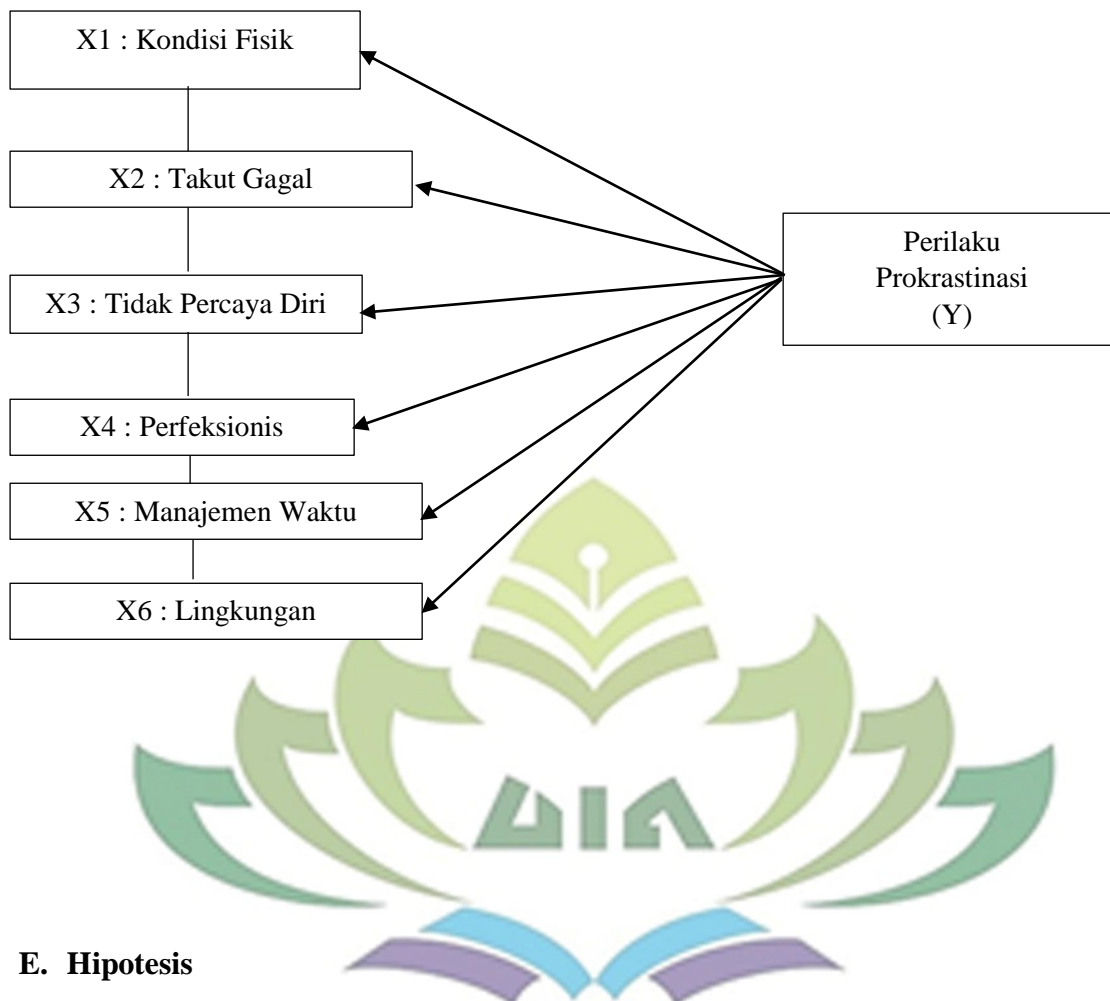 X1 : Kondisi Fisik
X2 : Takut Gagal
X3 : Tidak Percaya Diri
X4 : Perfeksionis
X5 : Manajemen Waktu
X6 : Lingkungan
Perilaku
Prokrastinasi
(Y)
UIN
E. Hipotesis